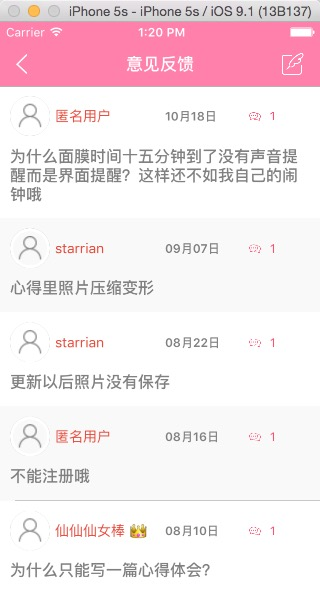 iPhone 5s - iPhone 5s / iOS 9.1 (13B137)
Carrier 1:20 PM
意见反馈
匿名用户 10月18日 1
为什么面膜时间十五分钟到了没有声音提
醒而是界面提醒？这样还不如我自己的闹
钟哦
starrian 09月07日 1
心得里照片压缩变形
starrian 08月22日 1
更新以后照片没有保存
匿名用户 08月16日 1
不能注册哦
仙仙仙女棒 👑 08月10日 1
为什么只能写一篇心得体会？